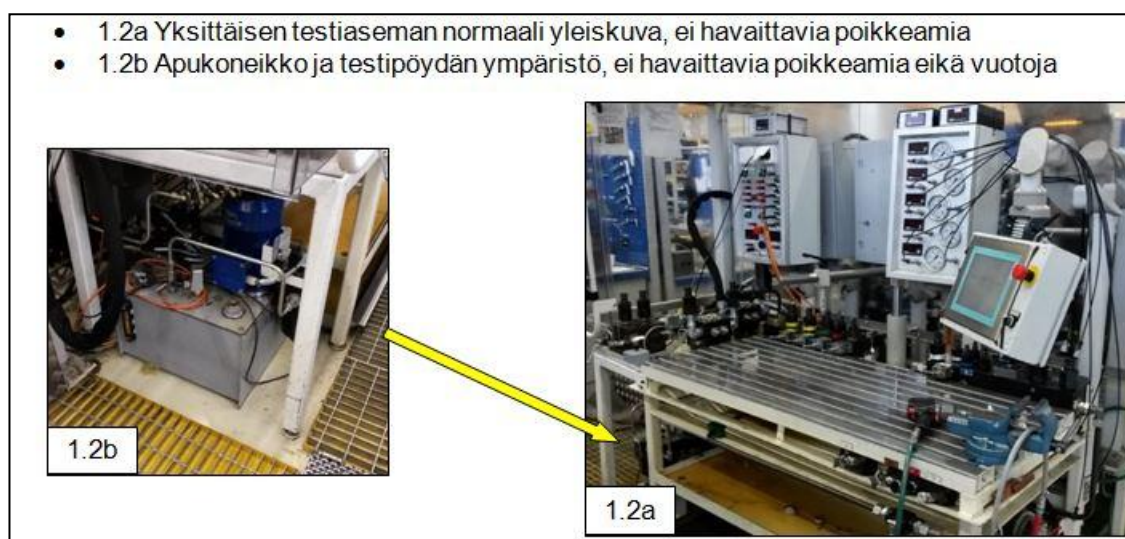 • 1.2a Yksittäisen testiaseman normaali yleiskuva, ei havaittavia poikkeamia
• 1.2b Apukoneikko ja testipöydän ympäristö, ei havaittavia poikkeamia eikä vuotoja
1.2b
1.2a